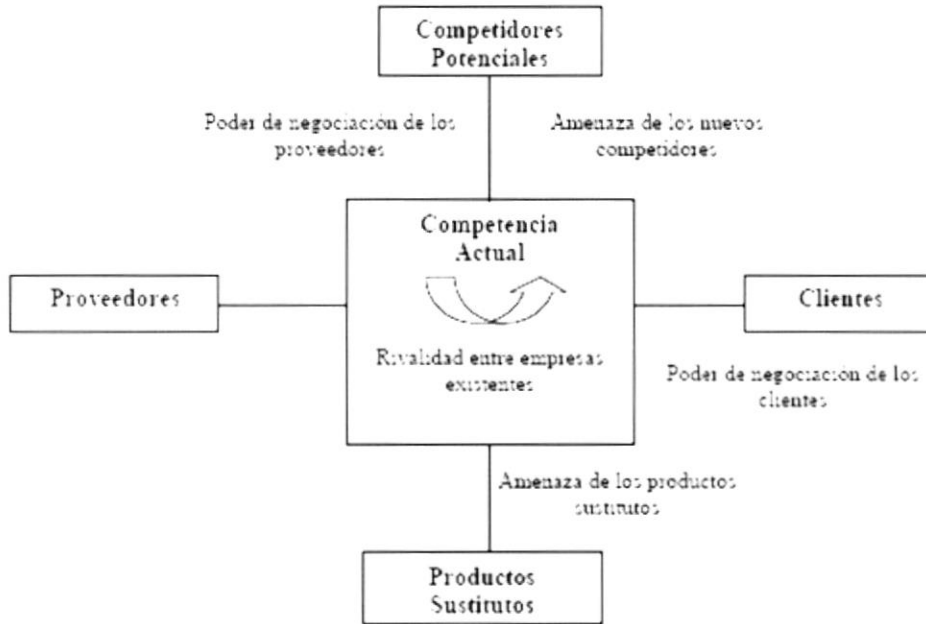 Competidores
Potenciales
Poder de negociación de los
proveedores
Amenaza de los nuevos
competidores
Competencia
Actual
Proveedores
Clientes
Rivalidad entre empresas
existentes
Poder de negociación de los
clientes
Amenaza de los productos
sustitutos
Productos
Sustitutos